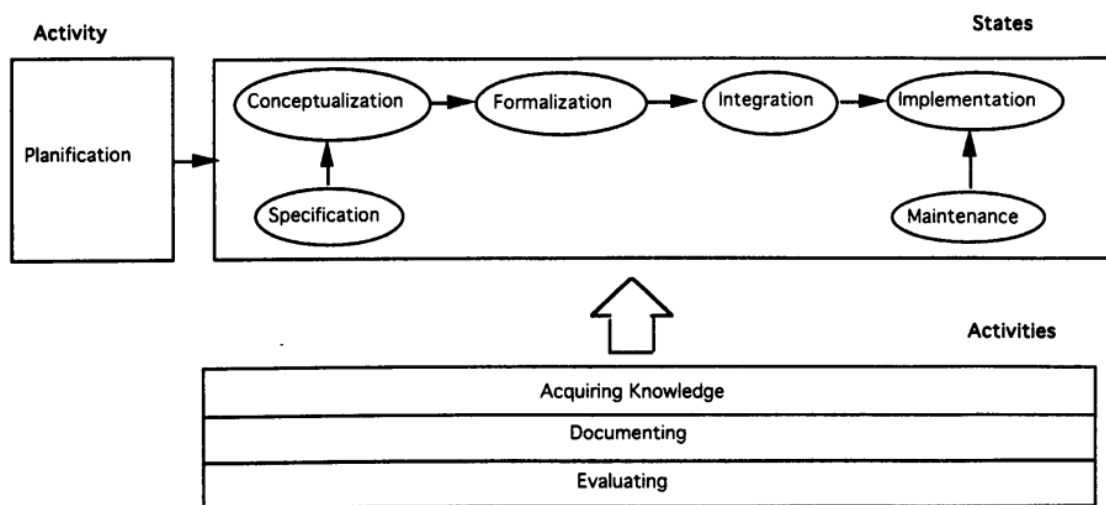 Activity
States
Planification
Conceptualization
Formalization
Integration
Implementation
Specification
Maintenance
Activities
Acquiring Knowledge
Documenting
Evaluating